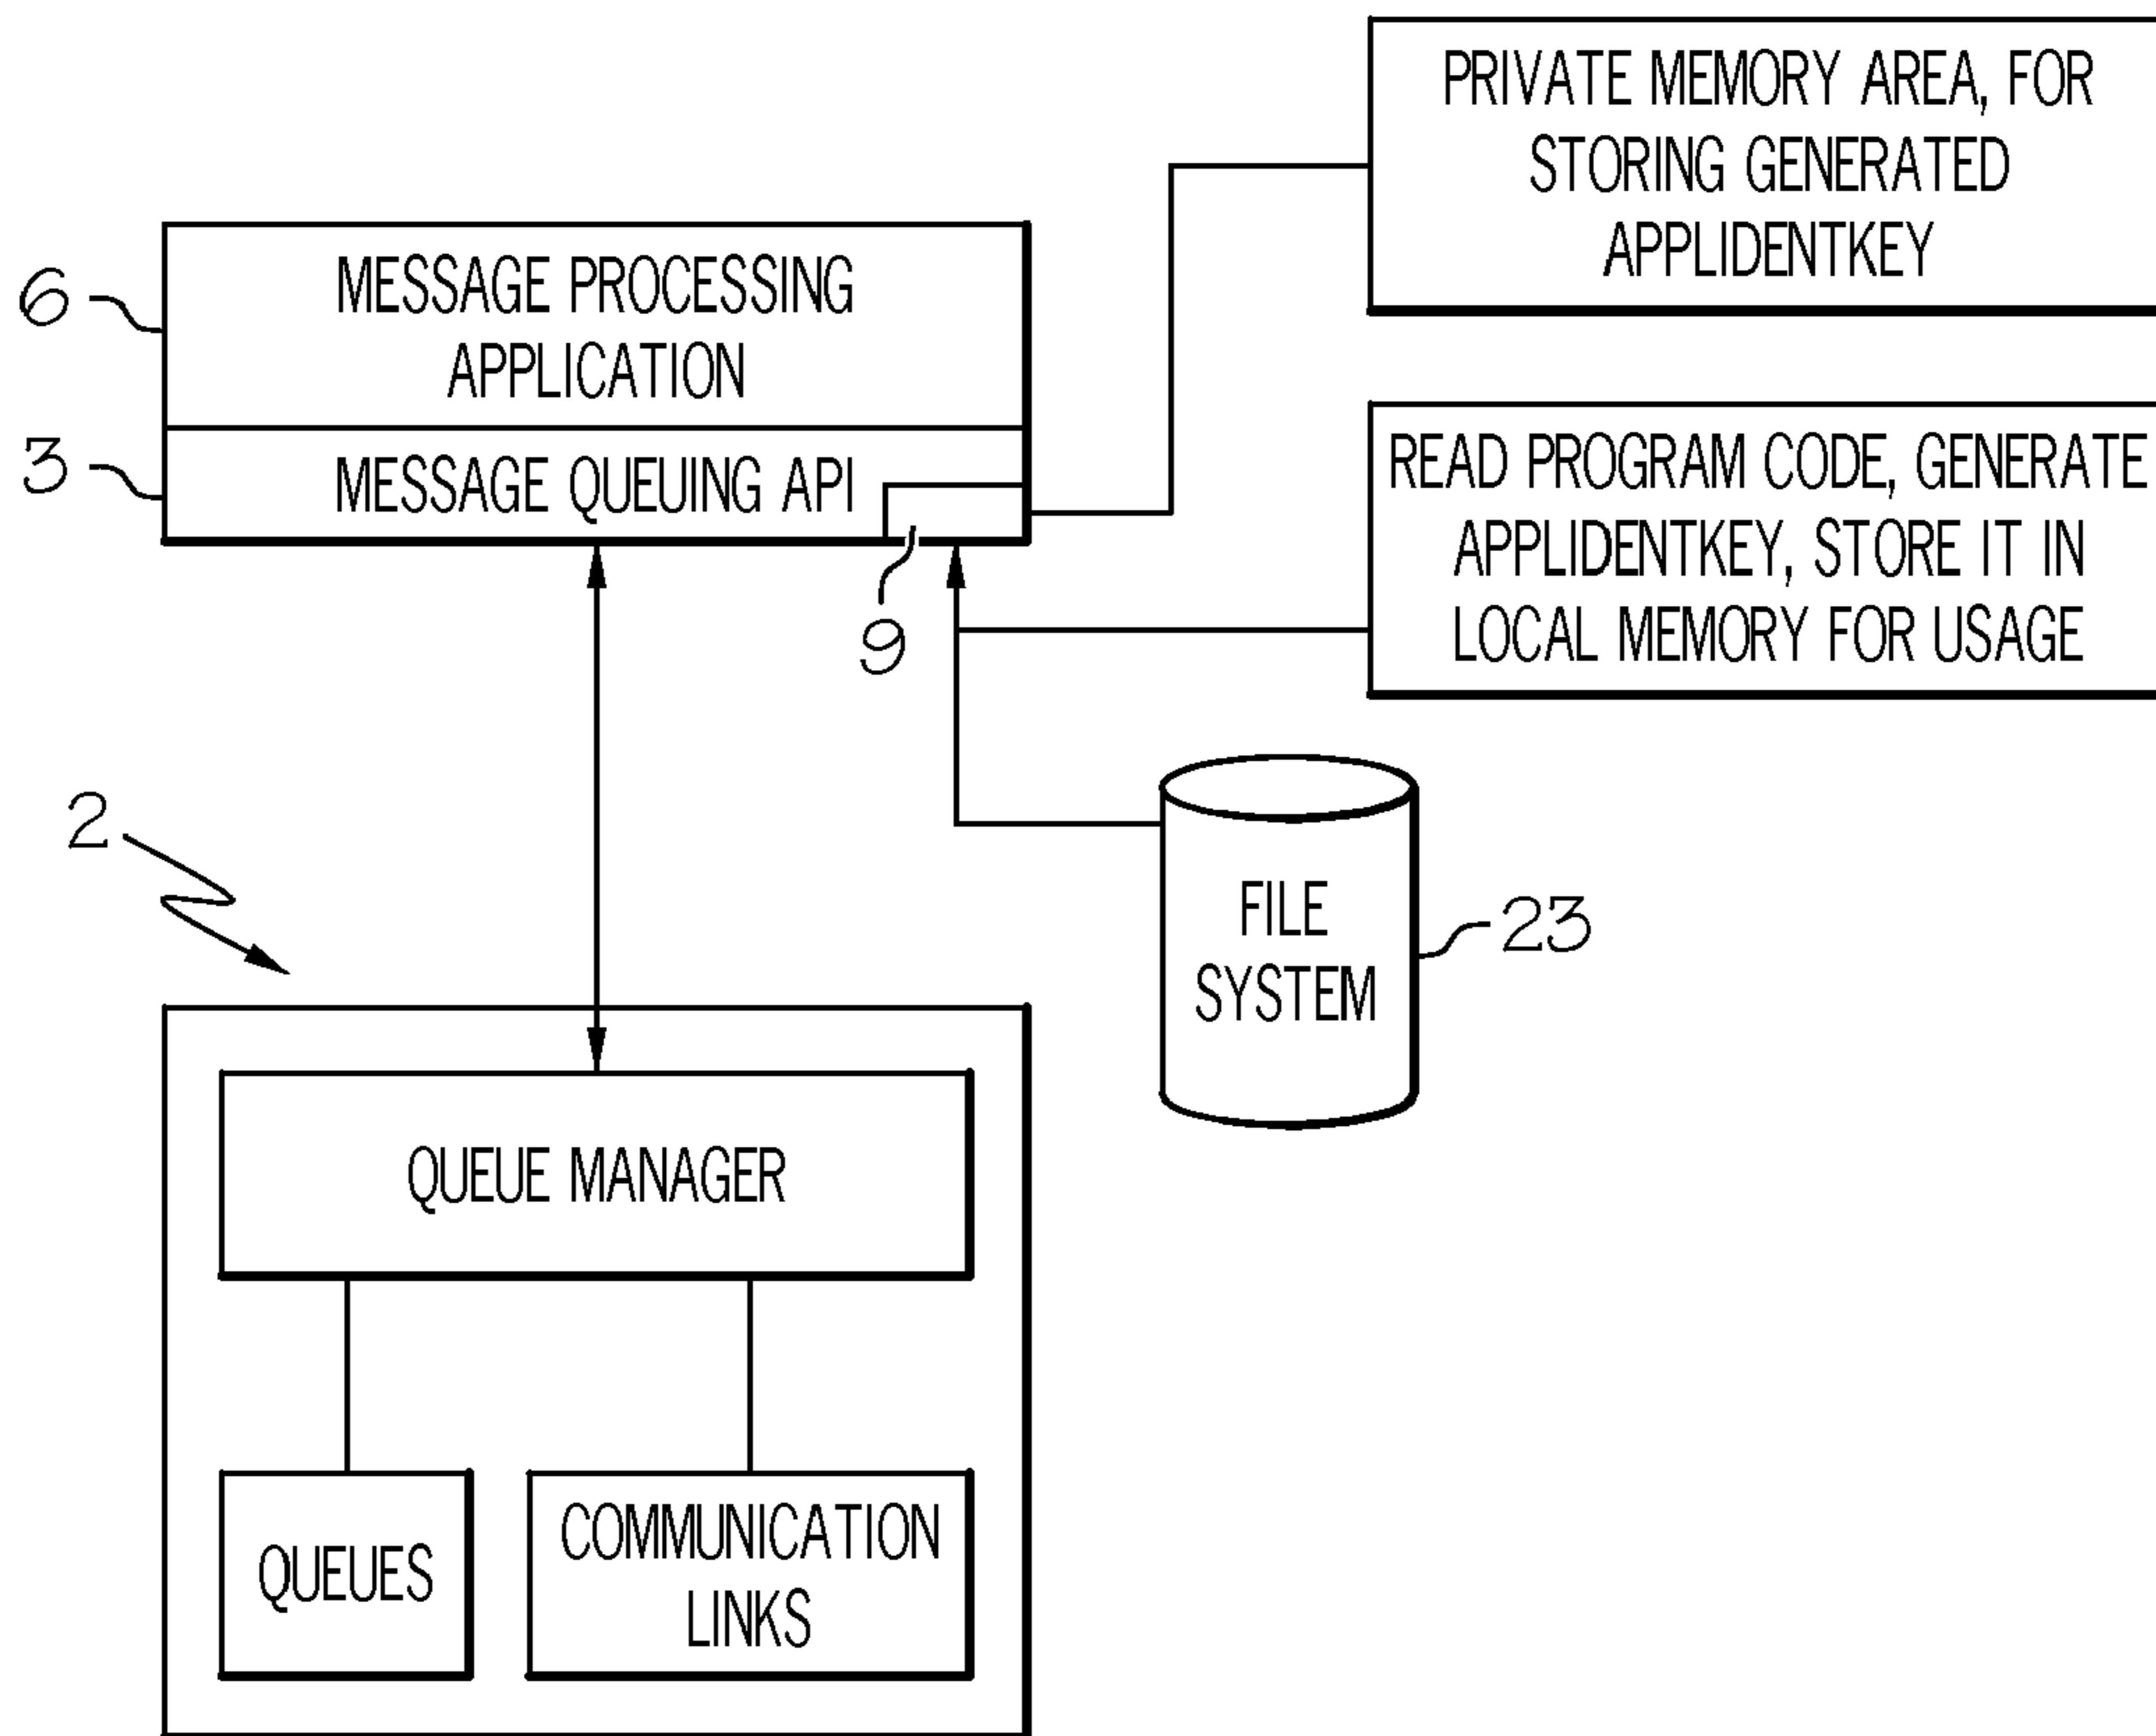 PRIVATE MEMORY AREA, FOR
STORING GENERATED
APPLIDENTKEY
6
MESSAGE PROCESSING
APPLICATION
3
MESSAGE QUEUING API
READ PROGRAM CODE, GENERATE
APPLIDENTKEY, STORE IT IN
LOCAL MEMORY FOR USAGE
9
2
FILE
SYSTEM
23
QUEUE MANAGER
QUEUES
COMMUNICATION
LINKS